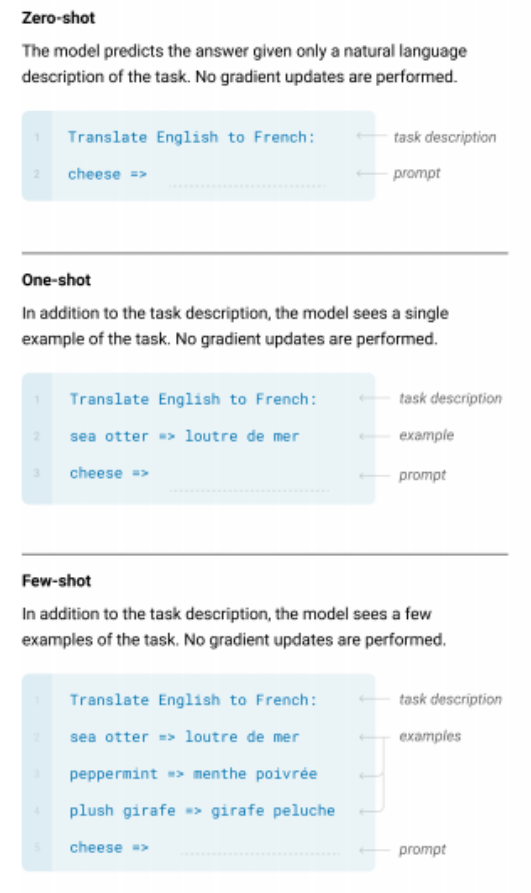 Zero-shot
The model predicts the answer given only a natural language
description of the task. No gradient updates are performed.
1 Translate English to French: task description
2 cheese => prompt
One-shot
In addition to the task description, the model sees a single
example of the task. No gradient updates are performed.
1 Translate English to French: task description
2 sea otter => loutre de mer example
3 cheese => prompt
Few-shot
In addition to the task description, the model sees a few
examples of the task. No gradient updates are performed.
1 Translate English to French: task description
2 sea otter => loutre de mer examples
3 peppermint => menthe poivrée
4 plush girafe => girafe peluche
5 cheese => prompt